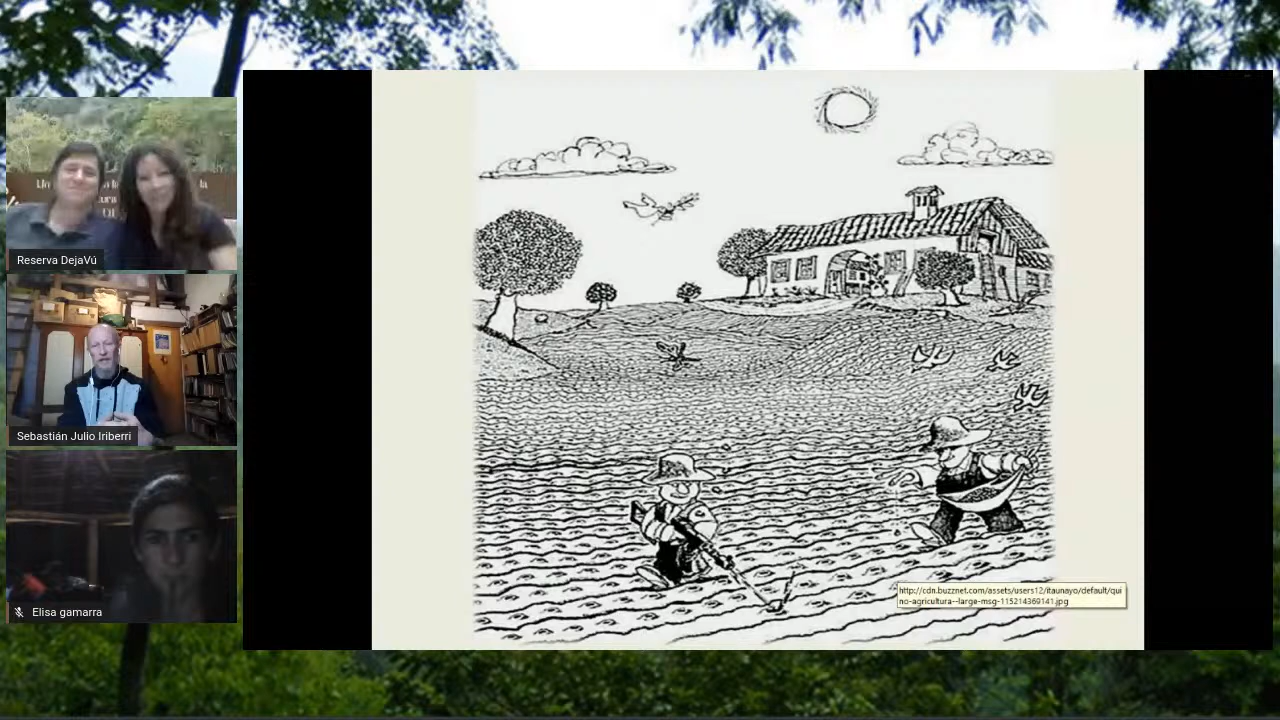 Reserva DejaVú
Sebastián Julio Iriberri
Elisa gamarra
http://cdn.buzznet.com/assets/users12/itaunayo/default/qui
no-agricultura--large-msg-115214369141.jpg